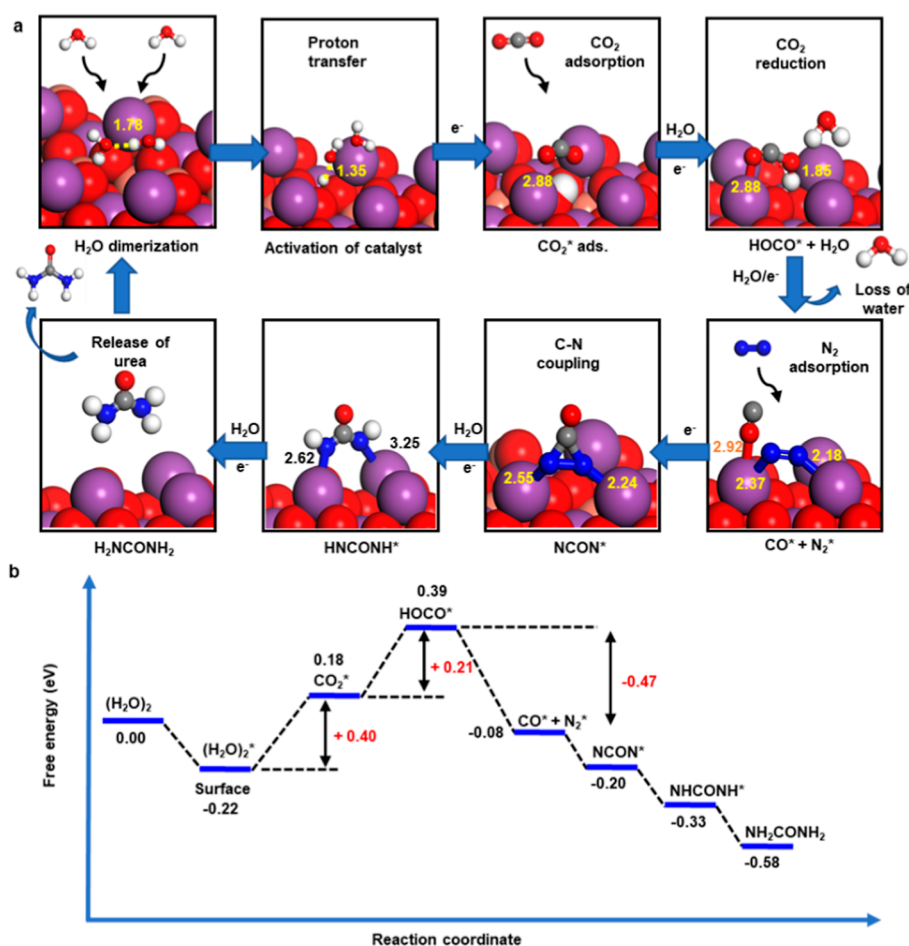 a
Proton
transfer
CO₂
adsorption
CO₂
reduction
1.78
1.35
e⁻
2.88
H₂O
e⁻
2.88
1.85
H₂O dimerization
Activation of catalyst
CO₂* ads.
HOCO* + H₂O
H₂O/e⁻
Loss of
water
Release of
urea
C-N
coupling
N₂
adsorption
H₂O
e⁻
2.62
3.25
H₂O
e⁻
2.55
2.24
e⁻
2.92
2.37
2.18
H₂NCONH₂
HNCONH*
NCON*
CO* + N₂*
b
Free energy (eV)
0.39
HOCO*
0.18
CO₂*
+ 0.21
-0.47
(H₂O)₂
0.00
(H₂O)₂*
Surface
-0.22
+ 0.40
-0.08
CO* + N₂*
NCON*
-0.20
NHCONH*
-0.33
NH₂CONH₂
-0.58
Reaction coordinate